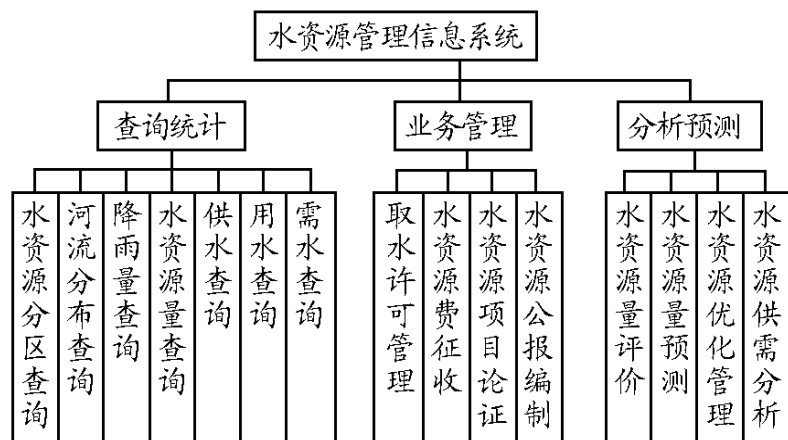 水资源管理信息系统
查询统计
业务管理
分析预测
水资源分区查询
河流分布查询
降雨量查询
水资源量查询
供水查询
用水查询
需水查询
取水许可管理
水资源费征收
水资源项目论证
水资源公报编制
水资源量评价
水资源量预测
水资源优化管理
水资源供需分析